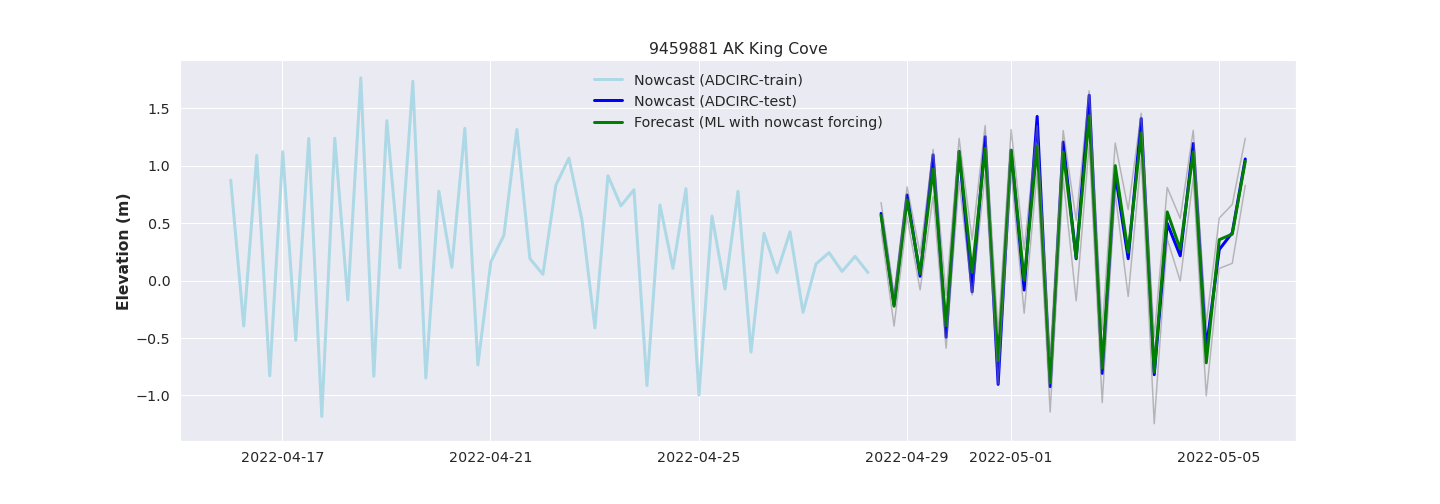 9459881 AK King Cove
Nowcast (ADCIRC-train)
Nowcast (ADCIRC-test)
Forecast (ML with nowcast forcing)
Elevation (m)
1.5
1.0
0.5
0.0
−0.5
−1.0
2022-04-17
2022-04-21
2022-04-25
2022-04-29
2022-05-01
2022-05-05